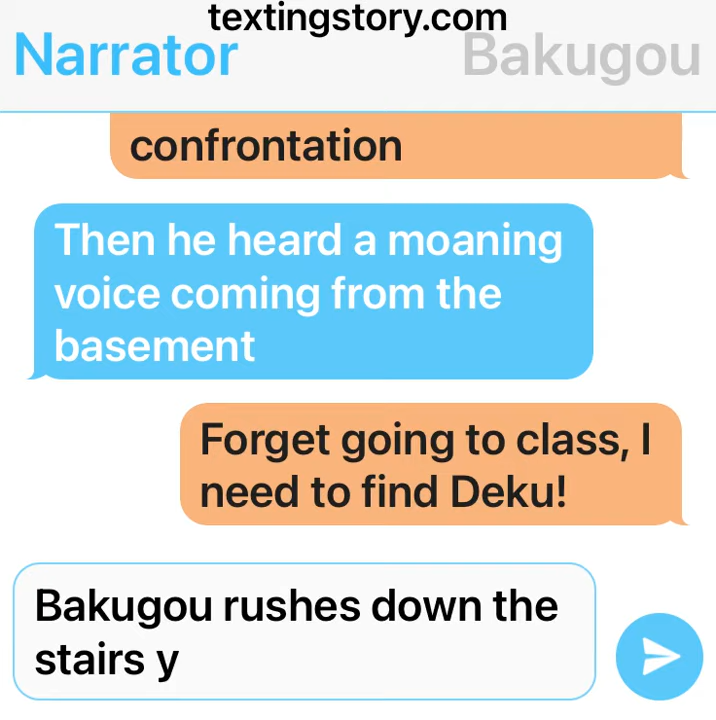 textingstory.com
Narrator Bakugou
confrontation
Then he heard a moaning
voice coming from the
basement
Forget going to class, I
need to find Deku!
Bakugou rushes down the
stairs y